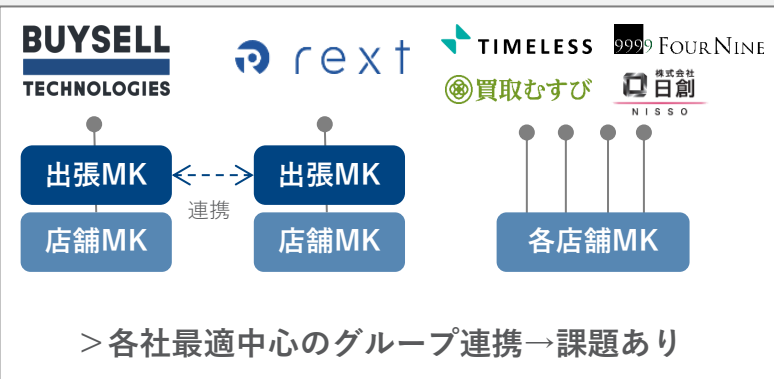 BUYSELL
TECHNOLOGIES
rext
TIMELESS
9999 FOURNINE
買取むすび
株式会社
日創
NISSO
出張MK
連携
出張MK
店舗MK
店舗MK
各店舗MK
＞各社最適中心のグループ連携→課題あり